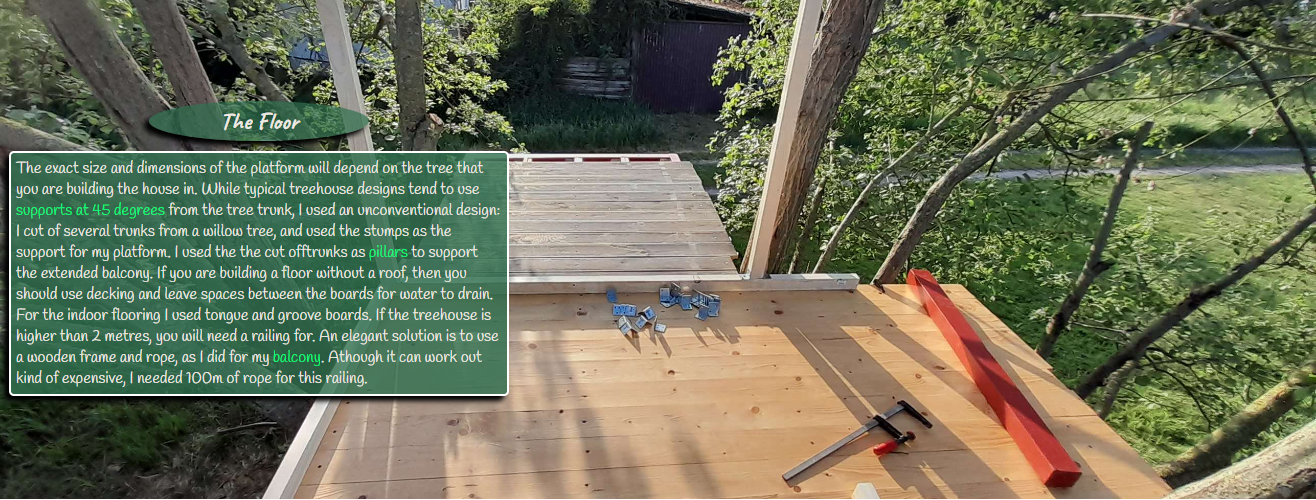 The Floor
The exact size and dimensions of the platform will depend on the tree that
you are building the house in. While typical treehouse designs tend to use
supports at 45 degrees from the tree trunk, I used an unconventional design:
I cut of several trunks from a willow tree, and used the stumps as the
support for my platform. I used the the cut offtrunks as pillars to support
the extended balcony. If you are building a floor without a roof, then you
should use decking and leave spaces between the boards for water to drain.
For the indoor flooring I used tongue and groove boards. If the treehouse is
higher than 2 metres, you will need a railing for. An elegant solution is to use
a wooden frame and rope, as I did for my balcony. Athough it can work out
kind of expensive, I needed 100m of rope for this railing.